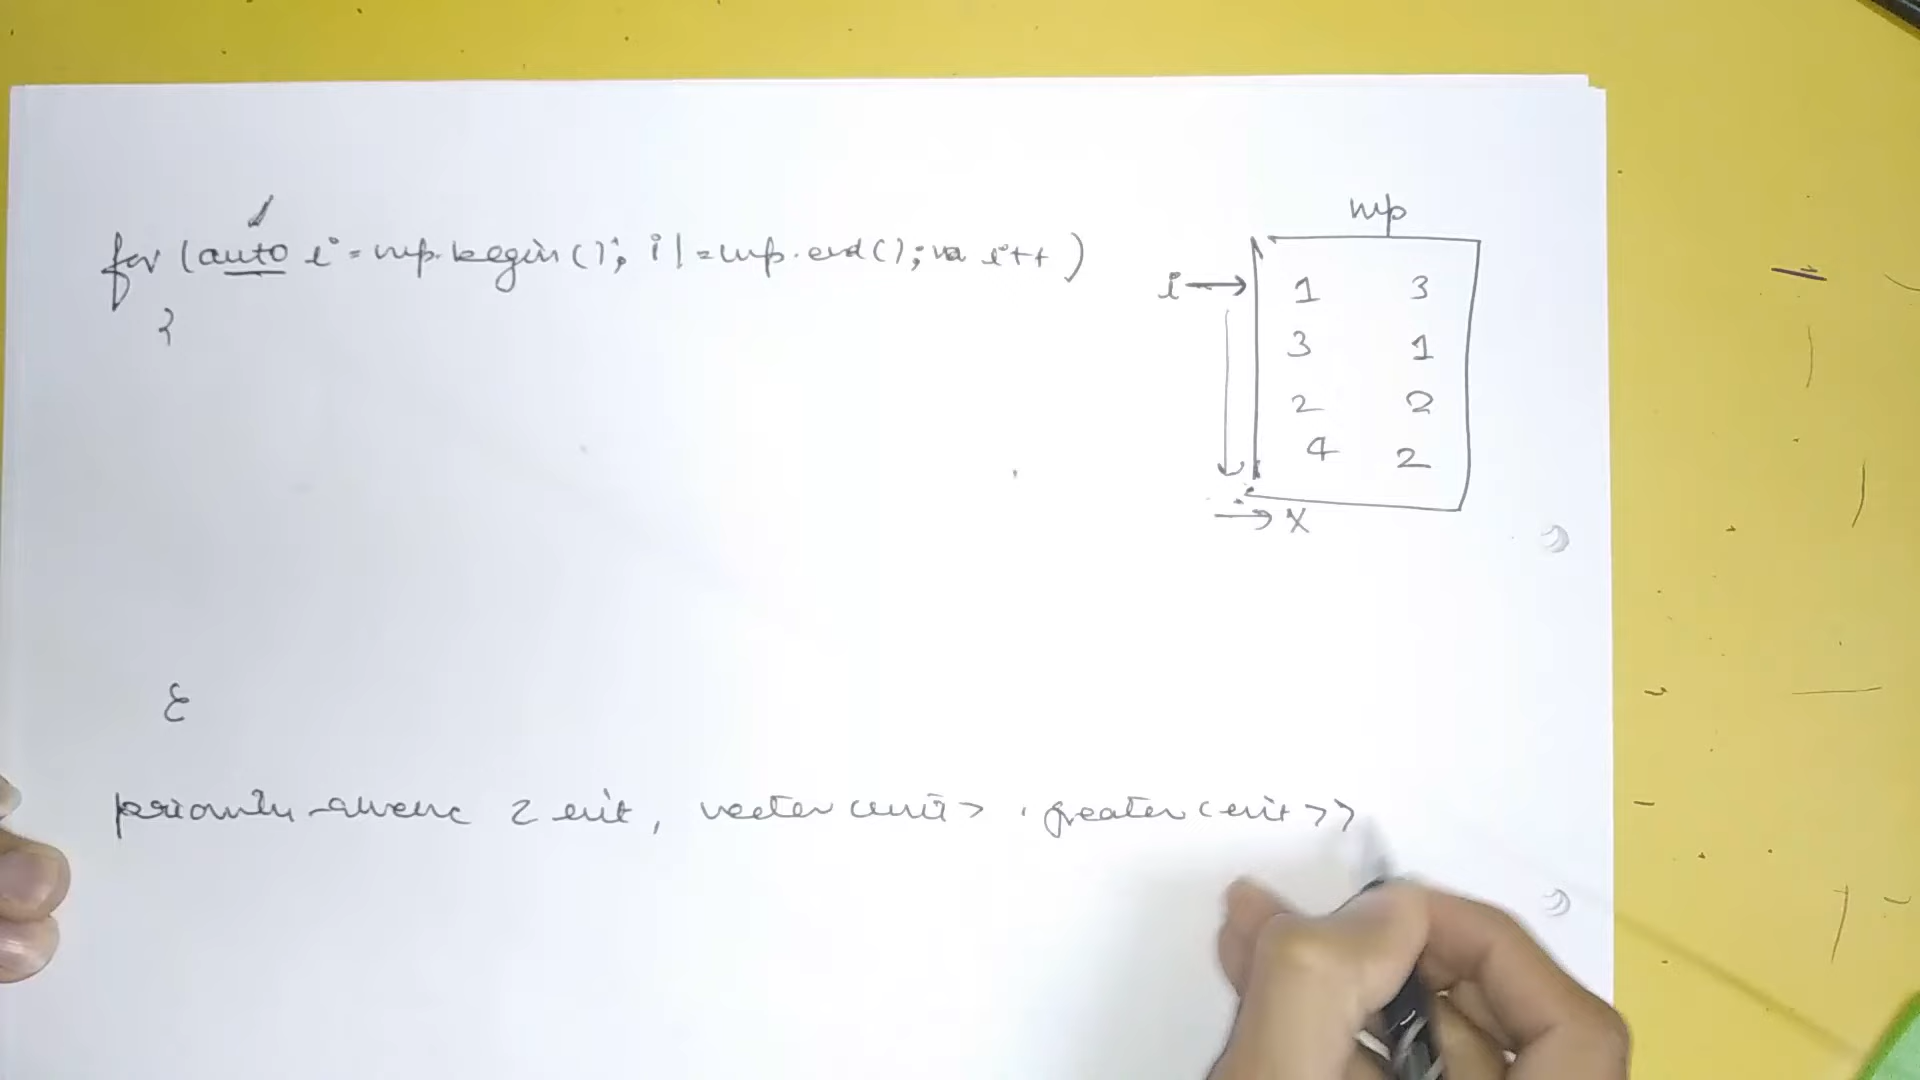 for (auto i = mp.begin(); i != mp.end(); i++)
{
mp
i → 1 3
3 1
2 2
4 2
→ x
}
priority-queue < int, vector <int>, greater <int>>